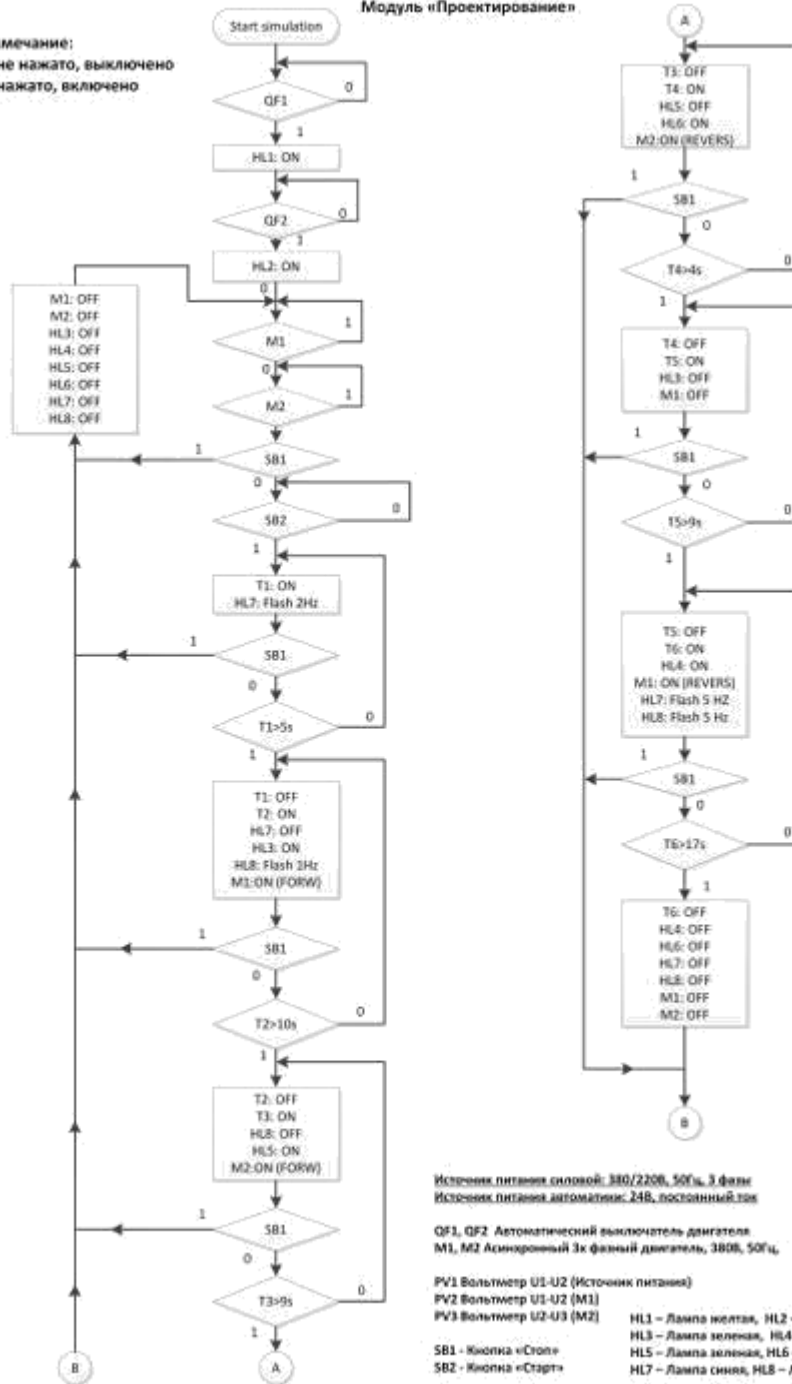 Модуль «Проектирование»
мечание:
не нажато, выключено
нажато, включено
Start simulation
QF1
0
1
HL1: ON
QF2
0
1
HL2: ON
0
M1
1
0
M2
1
M1: OFF
M2: OFF
HL3: OFF
HL4: OFF
HL5: OFF
HL6: OFF
HL7: OFF
HL8: OFF
SB1
1
0
SB2
0
1
T1: ON
HL7: Flash 2Hz
SB1
1
0
T1>5s
0
1
T1: OFF
T2: ON
HL7: OFF
HL3: ON
HL8: Flash 1Hz
M1:ON (FORW)
SB1
1
0
T2>10s
0
1
T2: OFF
T3: ON
HL8: OFF
HL5: ON
M2:ON (FORW)
SB1
1
0
T3>9s
0
1
B
A
A
T3: OFF
T4: ON
HL5: OFF
HL6: ON
M2:ON (REVERS)
SB1
1
0
T4>4s
0
1
T4: OFF
T5: ON
HL3: OFF
M1: OFF
SB1
1
0
T5>9s
0
1
T5: OFF
T6: ON
HL4: ON
M1: ON (REVERS)
HL7: Flash 5 HZ
HL8: Flash 5 Hz
SB1
1
0
T6>17s
0
1
T6: OFF
HL4: OFF
HL6: OFF
HL7: OFF
HL8: OFF
M1: OFF
M2: OFF
B
Источник питания силовой: 380/220В, 50Гц, 3 фазы
Источник питания автоматики: 24В, постоянный ток
QF1, QF2 Автоматический выключатель двигателя
M1, M2 Асинхронный 3х фазный двигатель, 380В, 50Гц,
PV1 Вольтметр U1-U2 (Источник питания)
PV2 Вольтметр U1-U2 (M1)
PV3 Вольтметр U2-U3 (M2)
SB1 - Кнопка «Стоп»
SB2 - Кнопка «Старт»
HL1 – Лампа желтая, HL2 –
HL3 – Лампа зеленая, HL4
HL5 – Лампа зеленая, HL6
HL7 – Лампа синяя, HL8 –